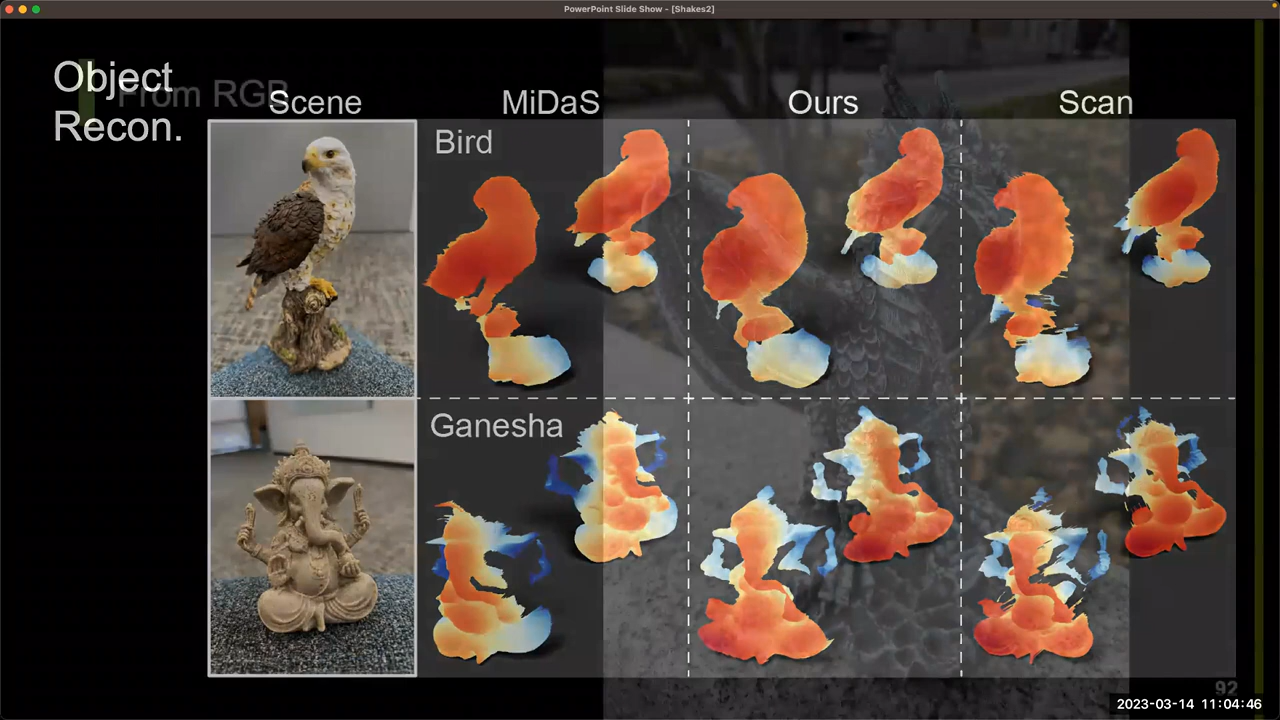 PowerPoint Slide Show - [Shakes2]
Object
Recon.
From RGB
Scene
MiDaS
Ours
Scan
Bird
Ganesha
92
2023-03-14 11:04:46